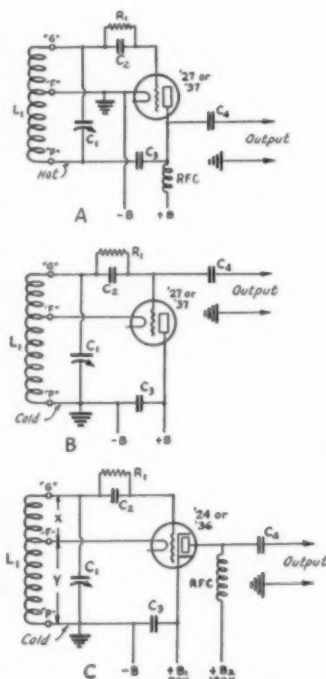 R₁
"G"
C₂
'27 or
'37
"F"
L₁
C₁
C₄
Output
C₃
"P"
Hot
RFC
A
-B
+B
R₁
"G"
C₂
C₄
Output
'27 or
'37
"F"
L₁
C₁
C₃
"P"
Cold
B
-B
+B
R₁
"G"
C₂
'24 or
'36
X
"F"
C₄
Output
L₁
Y
C₁
RFC
C₃
"P"
Cold
C
-B
+B₁
+B₂